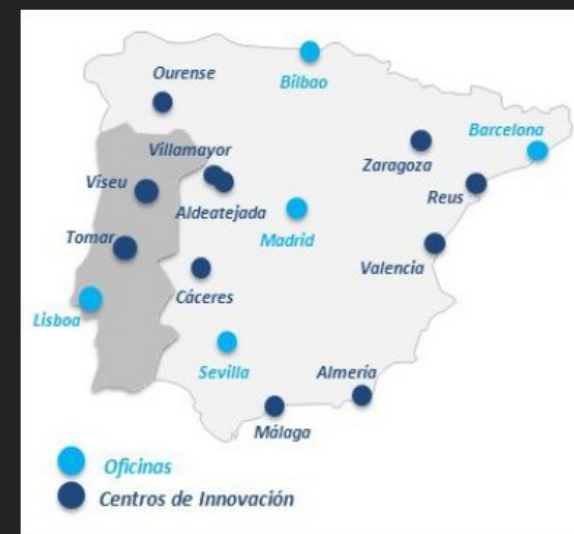 Ourense
Bilbao
Barcelona
Villamayor
Zaragoza
Viseu
Reus
Aldeatejada
Tomar
Madrid
Valencia
Cáceres
Lisboa
Sevilla
Almería
Málaga
Oficinas
Centros de Innovación